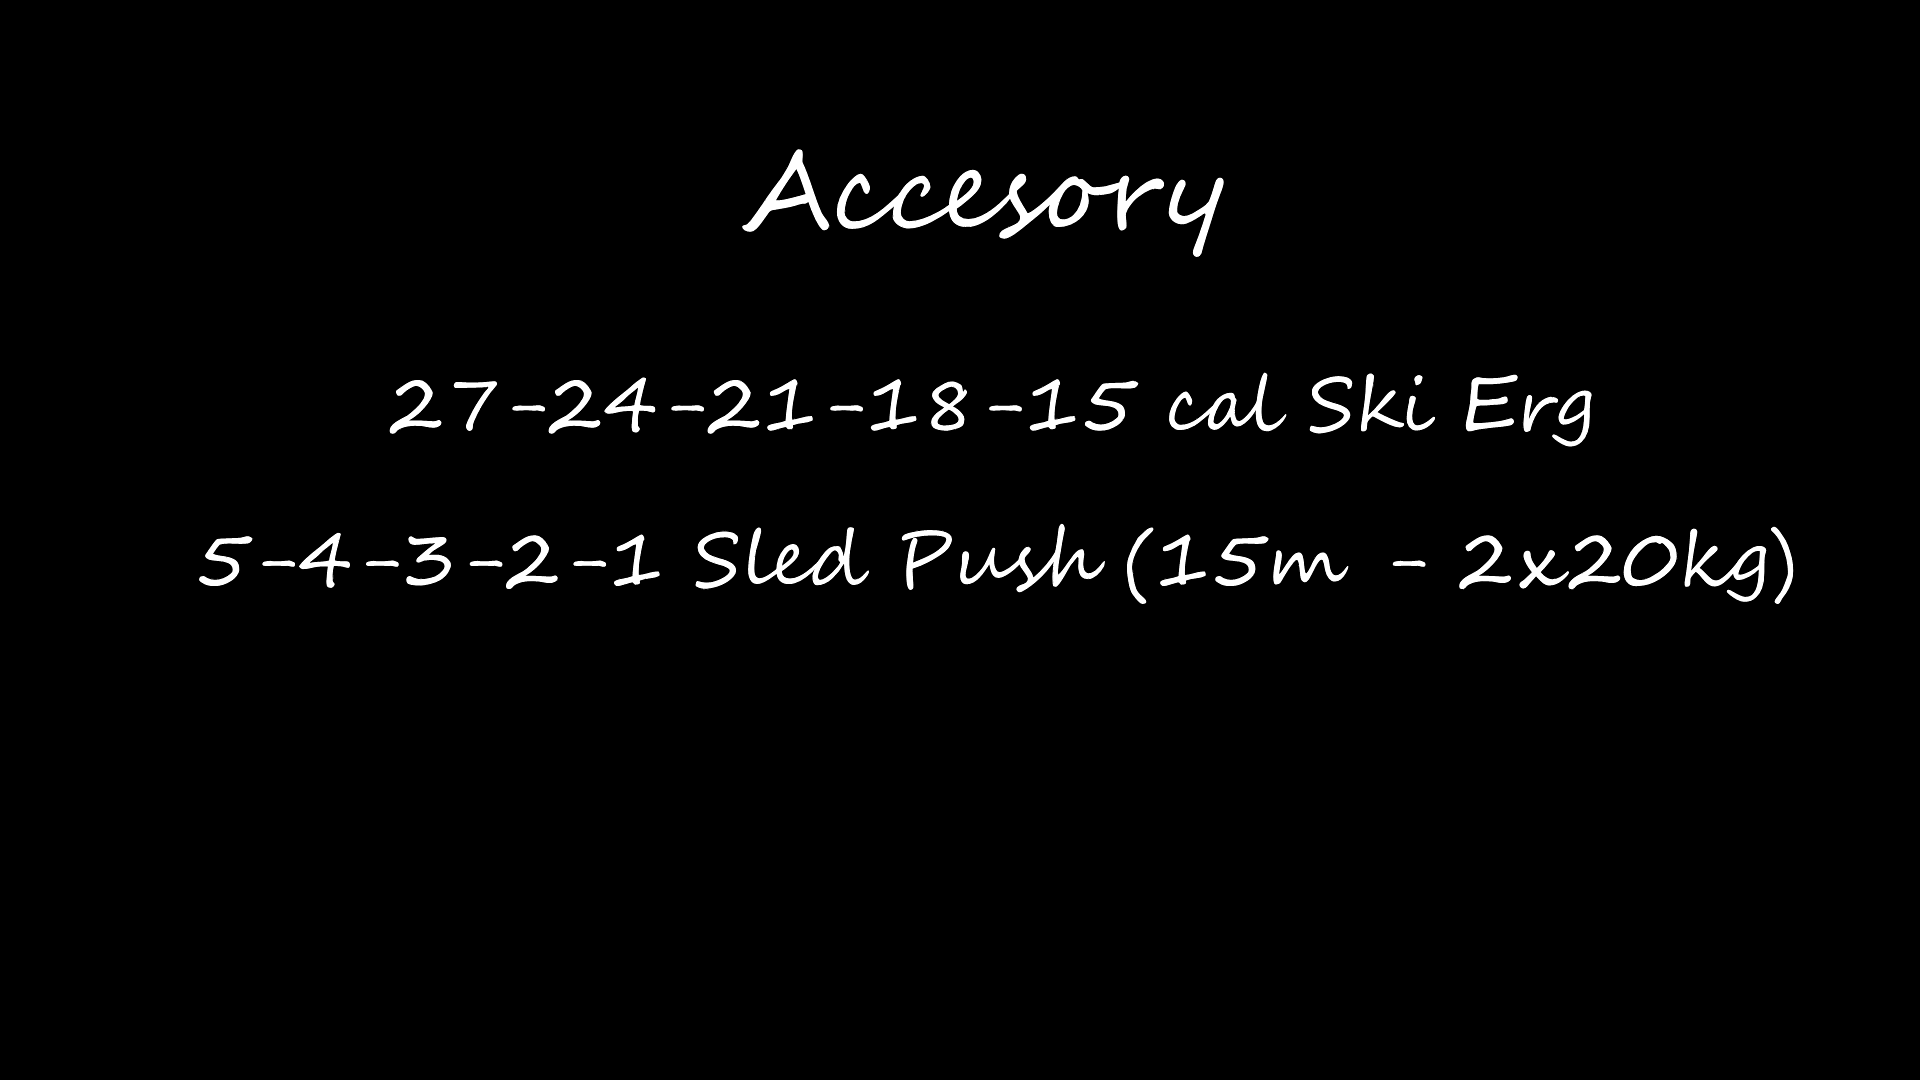 Accesory
27-24-21-18-15 cal Ski Erg
5-4-3-2-1 Sled Push (15m - 2x20kg)